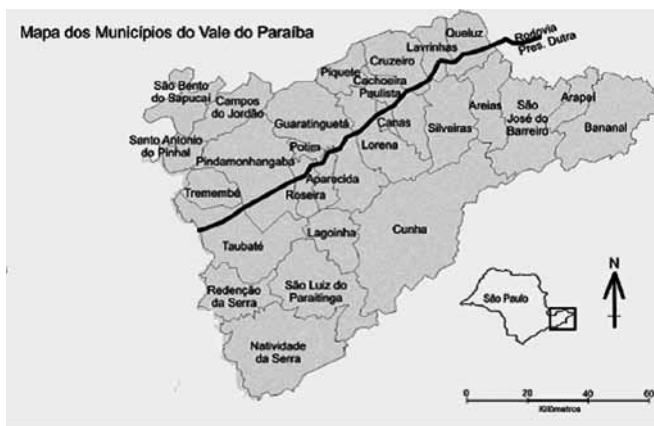 Mapa dos Municípios do Vale do Paraíba
Queluz
Rodovia
Pres. Dutra
Lavrinhas
Cruzeiro
Piquete
Cachoeira
Paulista
São Bento
do Sapucaí
Campos
do Jordão
Guaratinguetá
Canas
Silveiras
Areias
São
José do
Barreiro
Arapeí
Bananal
Santo Antonio
do Pinhal
Pindamonhangaba
Potim
Lorena
Aparecida
Tremembé
Roseira
Taubaté
Lagoinha
Cunha
Redenção
da Serra
São Luiz do
Paraitinga
Natividade
da Serra
São Paulo
N
0 20 40 60
Kilômetros